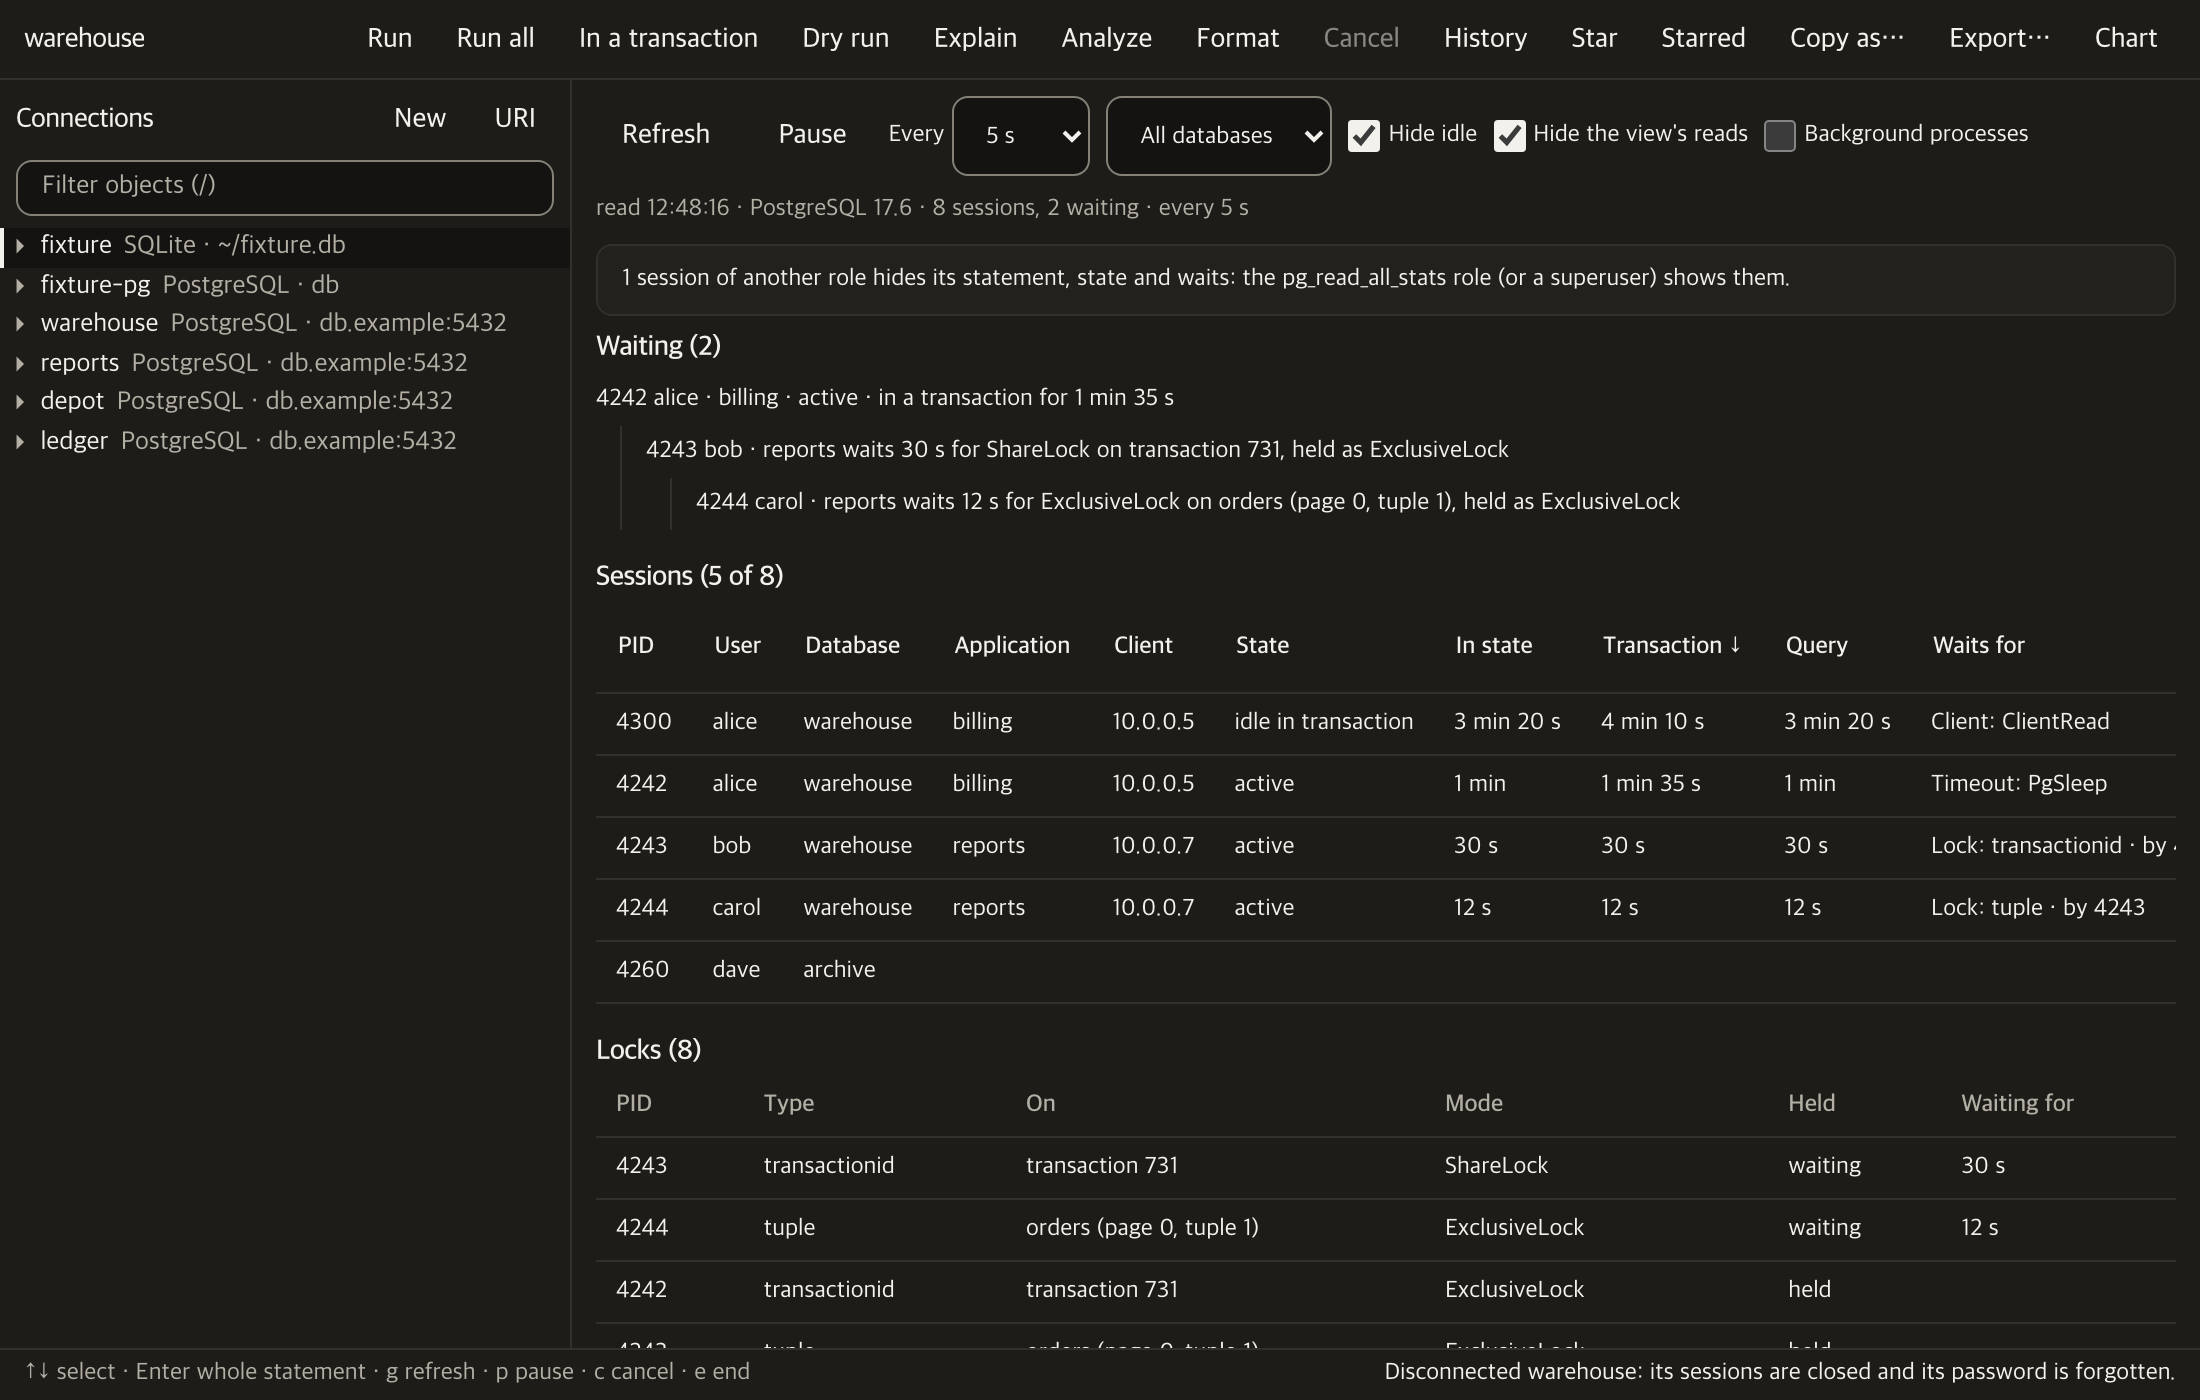 warehouse Run Run all In a transaction Dry run Explain Analyze Format Cancel History Star Starred Copy as··· Export··· Chart
Connections New URI
Filter objects (/)
fixture SQLite · ~/fixture.db
fixture-pg PostgreSQL · db
warehouse PostgreSQL · db.example:5432
reports PostgreSQL · db.example:5432
depot PostgreSQL · db.example:5432
ledger PostgreSQL · db.example:5432
Refresh Pause Every 5 s All databases Hide idle Hide the view's reads Background processes
read 12:48:16 · PostgreSQL 17.6 · 8 sessions, 2 waiting · every 5 s
1 session of another role hides its statement, state and waits: the pg_read_all_stats role (or a superuser) shows them.
Waiting (2)
4242 alice · billing · active · in a transaction for 1 min 35 s
4243 bob · reports waits 30 s for ShareLock on transaction 731, held as ExclusiveLock
4244 carol · reports waits 12 s for ExclusiveLock on orders (page 0, tuple 1), held as ExclusiveLock
Sessions (5 of 8)
PID User Database Application Client State In state Transaction ↓ Query Waits for
4300 alice warehouse billing 10.0.0.5 idle in transaction 3 min 20 s 4 min 10 s 3 min 20 s Client: ClientRead
4242 alice warehouse billing 10.0.0.5 active 1 min 1 min 35 s 1 min Timeout: PgSleep
4243 bob warehouse reports 10.0.0.7 active 30 s 30 s 30 s Lock: transactionid · by
4244 carol warehouse reports 10.0.0.7 active 12 s 12 s 12 s Lock: tuple · by 4243
4260 dave archive
Locks (8)
PID Type On Mode Held Waiting for
4243 transactionid transaction 731 ShareLock waiting 30 s
4244 tuple orders (page 0, tuple 1) ExclusiveLock waiting 12 s
4242 transactionid transaction 731 ExclusiveLock held
4243 tuple orders (page 0, tuple 1) ExclusiveLock held
↑↓ select · Enter whole statement · g refresh · p pause · c cancel · e end
Disconnected warehouse: its sessions are closed and its password is forgotten.